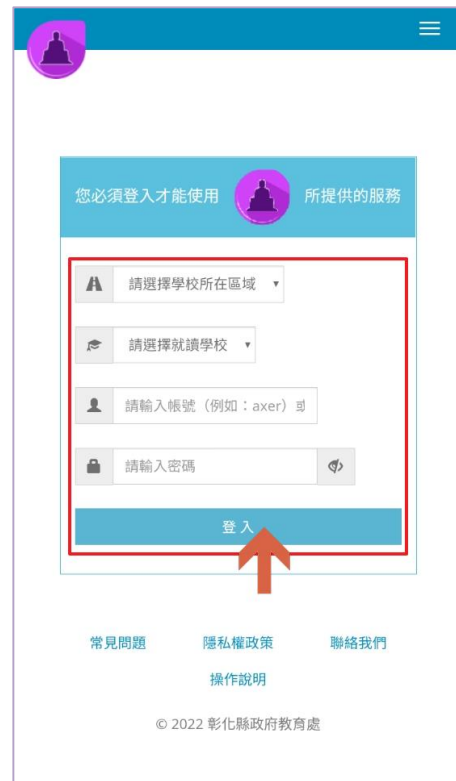 您必須登入才能使用 所提供的服務
請選擇學校所在區域
請選擇就讀學校
請輸入帳號（例如：axer）或
請輸入密碼
登入
常見問題 隱私權政策 聯絡我們
操作說明
© 2022 彰化縣政府教育處